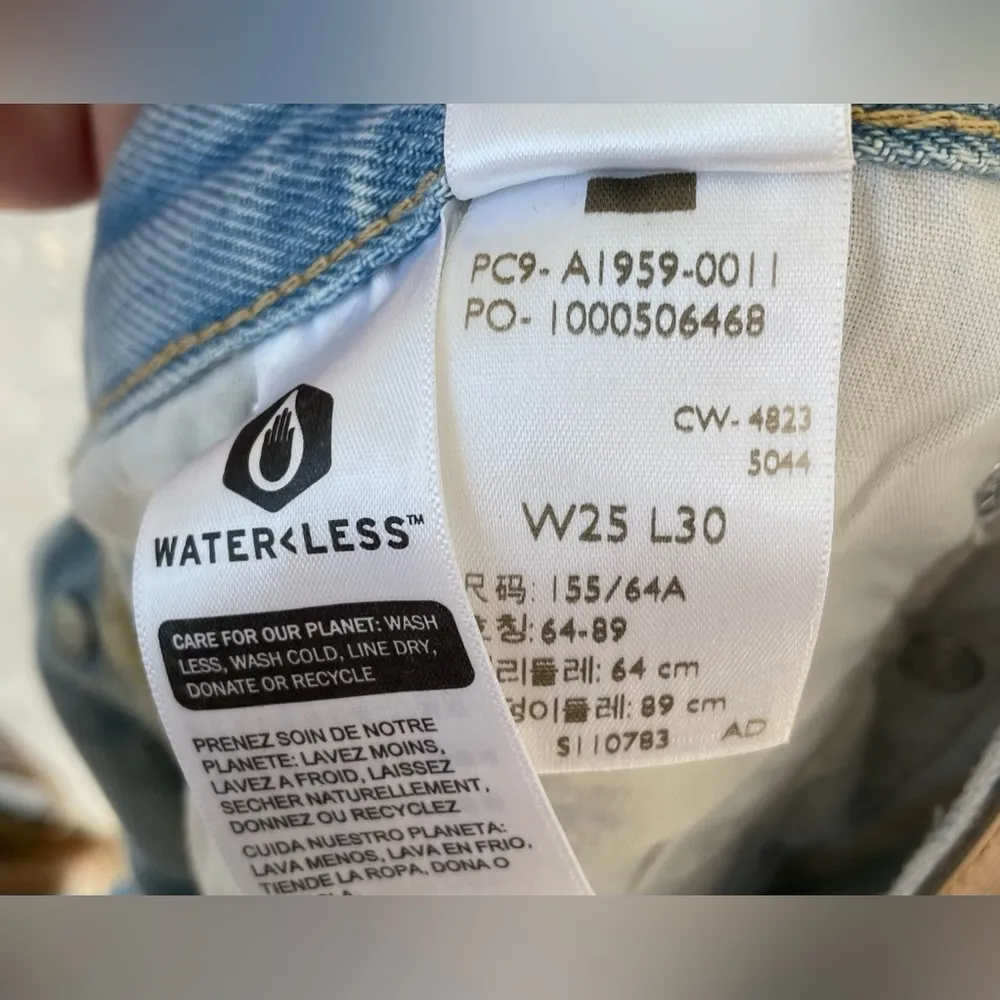 WATER<LESS™
CARE FOR OUR PLANET: WASH
LESS, WASH COLD, LINE DRY,
DONATE OR RECYCLE
PRENEZ SOIN DE NOTRE
PLANETE: LAVEZ MOINS,
LAVEZ A FROID, LAISSEZ
SECHER NATURELLEMENT,
DONNEZ OU RECYCLEZ
CUIDA NUESTRO PLANETA:
LAVA MENOS, LAVA EN FRIO,
TIENDE LA ROPA, DONA O
PC9- A1959-0011
PO- 1000506468
CW- 4823
5044
W25 L30
尺码: 155/64A
호칭: 64-89
리둘레: 64 cm
덩이둘레: 89 cm
S110783 AD